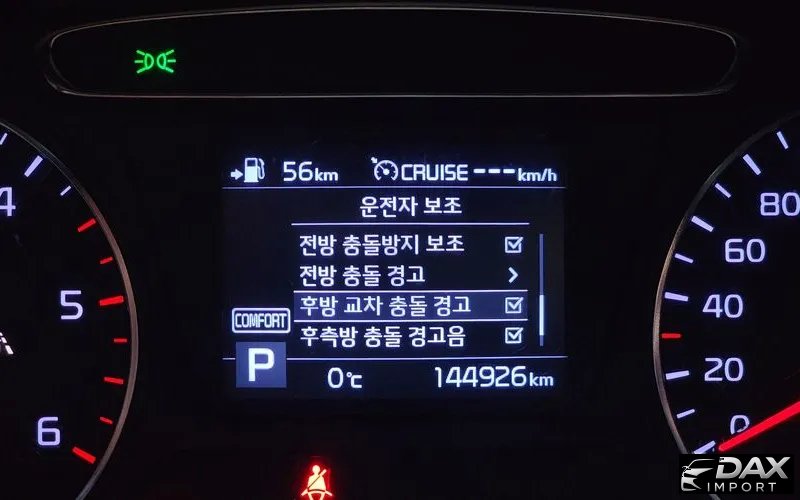 56km CRUISE ---km/h
운전자 보조
전방 충돌방지 보조
전방 충돌 경고
후방 교차 충돌 경고
후측방 충돌 경고음
COMFORT
P
0℃ 144926km
4
5
6
80
60
40
20
0
DAX
IMPORT